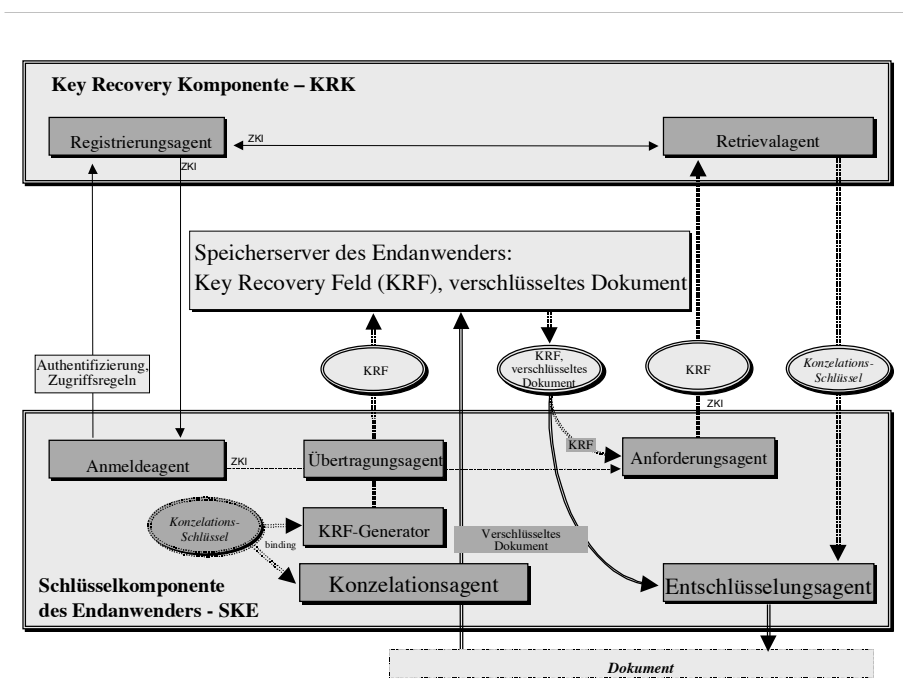 Key Recovery Komponente – KRK
Registrierungsagent
ZKI
Retrievalagent
ZKI
Speicherserver des Endanwenders:
Key Recovery Feld (KRF), verschlüsseltes Dokument
Authentifizierung,
Zugriffsregeln
KRF
KRF,
verschlüsseltes
Dokument
KRF
Konzelations-
Schlüssel
ZKI
Anmeldeagent
ZKI
Übertragungsagent
KRF
Anforderungsagent
Konzelations-
Schlüssel
binding
KRF-Generator
Verschlüsseltes
Dokument
Schlüsselkomponente
des Endanwenders - SKE
Konzelationsagent
Entschlüsselungsagent
Dokument